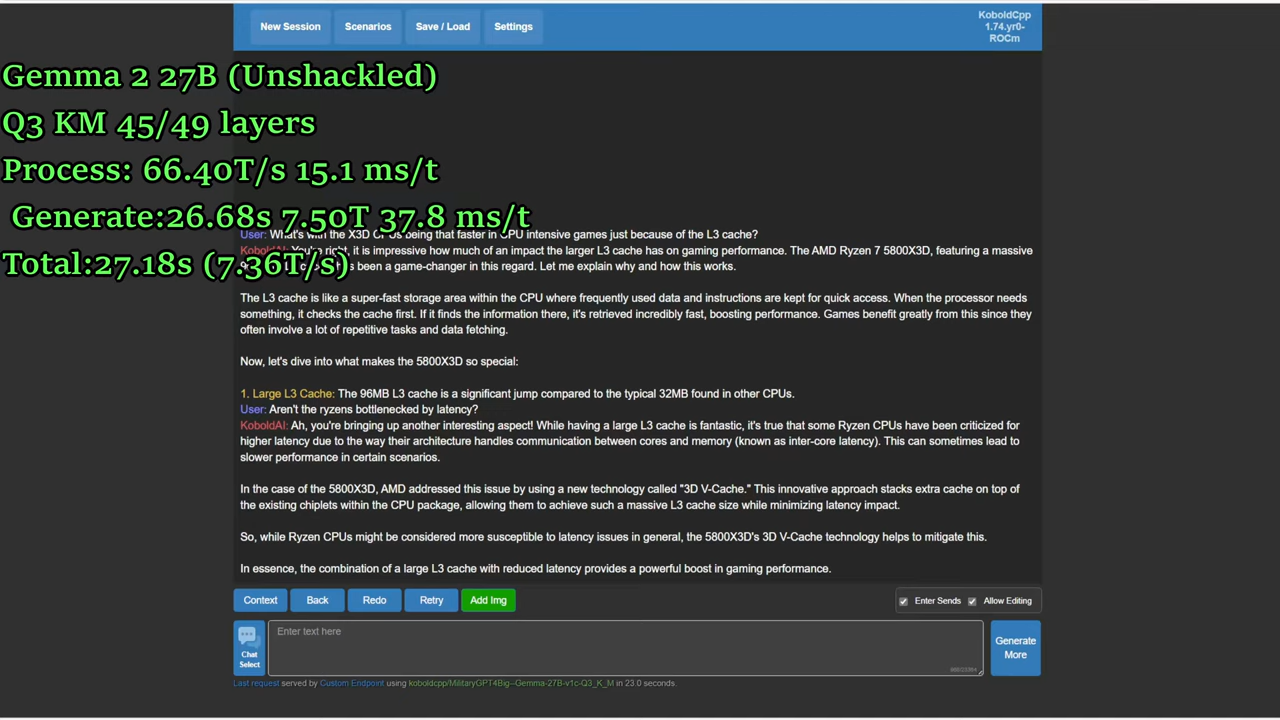 New Session
Scenarios
Save / Load
Settings
KoboldCpp
1.74.yr0-
ROCm
Gemma 2 27B (Unshackled)
Q3 KM 45/49 layers
Process: 66.40T/s 15.1 ms/t
Generate:26.68s 7.50T 37.8 ms/t
Total:27.18s (7.36T/s)
User: What's with the X3D CPUs being that faster in CPU intensive games just because of the L3 cache?
KoboldAI: You're right, it is impressive how much of an impact the larger L3 cache has on gaming performance. The AMD Ryzen 7 5800X3D, featuring a massive
been a game-changer in this regard. Let me explain why and how this works.
The L3 cache is like a super-fast storage area within the CPU where frequently used data and instructions are kept for quick access. When the processor needs
something, it checks the cache first. If it finds the information there, it's retrieved incredibly fast, boosting performance. Games benefit greatly from this since they
often involve a lot of repetitive tasks and data fetching.
Now, let's dive into what makes the 5800X3D so special:
1. Large L3 Cache: The 96MB L3 cache is a significant jump compared to the typical 32MB found in other CPUs.
User: Aren't the ryzens bottlenecked by latency?
KoboldAI: Ah, you're bringing up another interesting aspect! While having a large L3 cache is fantastic, it's true that some Ryzen CPUs have been criticized for
higher latency due to the way their architecture handles communication between cores and memory (known as inter-core latency). This can sometimes lead to
slower performance in certain scenarios.
In the case of the 5800X3D, AMD addressed this issue by using a new technology called "3D V-Cache." This innovative approach stacks extra cache on top of
the existing chiplets within the CPU package, allowing them to achieve such a massive L3 cache size while minimizing latency impact.
So, while Ryzen CPUs might be considered more susceptible to latency issues in general, the 5800X3D's 3D V-Cache technology helps to mitigate this.
In essence, the combination of a large L3 cache with reduced latency provides a powerful boost in gaming performance.
Context
Back
Redo
Retry
Add Img
Enter Sends
Allow Editing
Chat
Select
Enter text here
Generate
More
Last request served by Custom Endpoint using koboldcpp/MilitaryGPT4Big--Gemma-27B-v1c-Q3_K_M in 23.0 seconds.